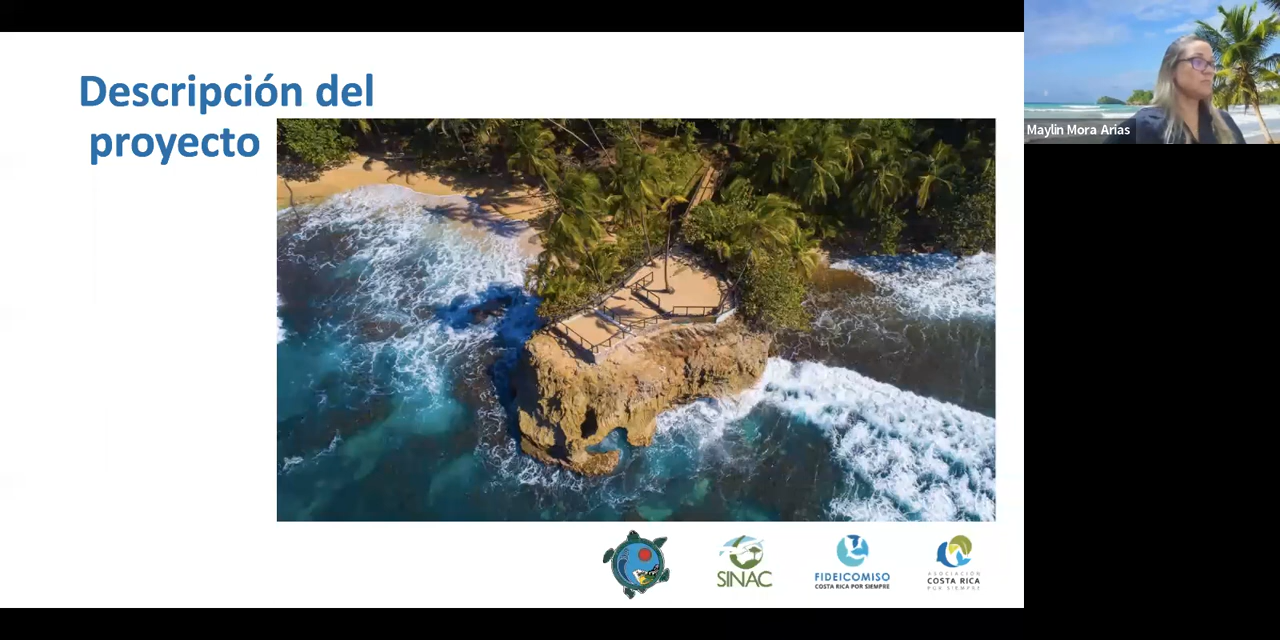 Descripción del
proyecto
Maylin Mora Arias
SINAC
FIDEICOMISO
COSTA RICA POR SIEMPRE
ASOCIACIÓN
COSTA RICA
POR SIEMPRE